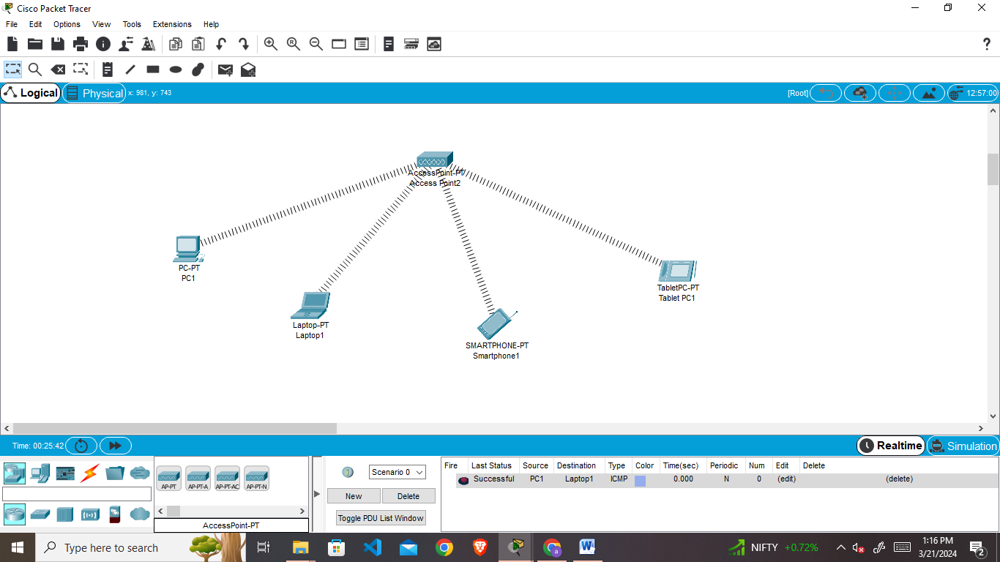 Cisco Packet Tracer
File Edit Options View Tools Extensions Help
Logical Physical x: 981, y: 743 [Root] 12:57:00
AccessPoint-PT
Access Point2
PC-PT
PC1
TabletPC-PT
Tablet PC1
Laptop-PT
Laptop1
SMARTPHONE-PT
Smartphone1
Time: 00:25:42 Realtime Simulation
AP-PT AP-PT-A AP-PT-AC AP-PT-N
AccessPoint-PT
Scenario 0
New Delete
Toggle PDU List Window
Fire Last Status Source Destination Type Color Time(sec) Periodic Num Edit Delete
Successful PC1 Laptop1 ICMP 0.000 N 0 (edit) (delete)
Type here to search
NIFTY +0.72%
1:16 PM
3/21/2024
2